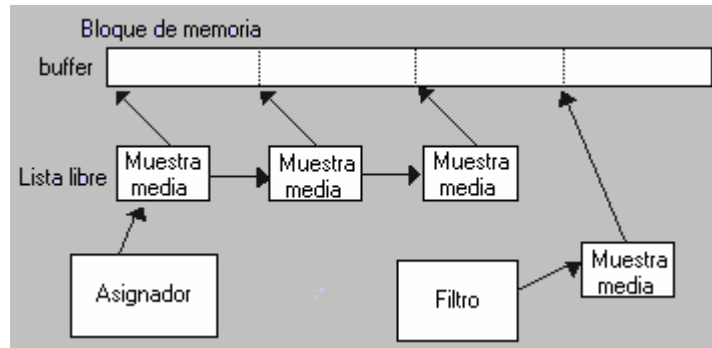 Bloque de memoria
buffer
Lista libre
Muestra
media
Muestra
media
Muestra
media
Asignador
Filtro
Muestra
media